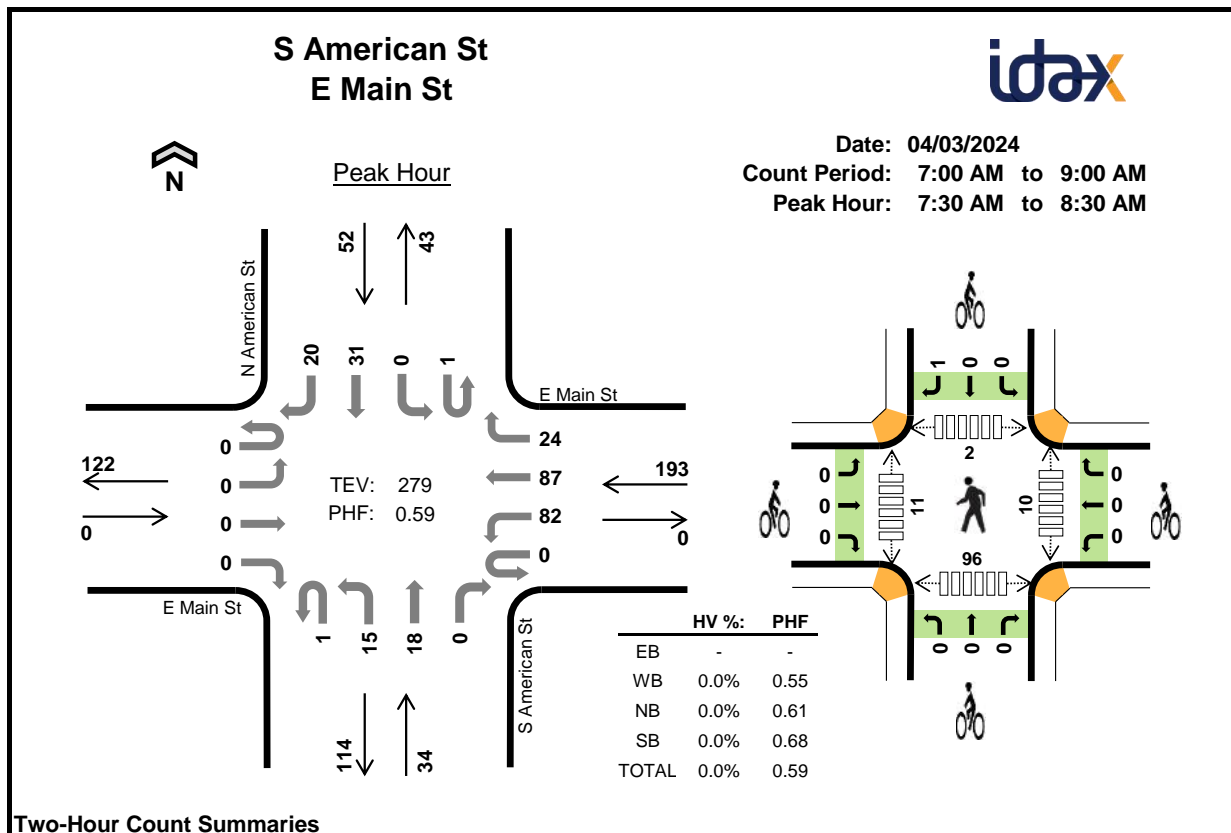 S American St
E Main St
idax
Date: 04/03/2024
Count Period: 7:00 AM to 9:00 AM
Peak Hour: 7:30 AM to 8:30 AM
N
Peak Hour
52
43
N American St
20
31
0
1
E Main St
0
0
0
0
122
0
TEV: 279
PHF: 0.59
24
87
82
0
193
0
E Main St
1
15
18
0
S American St
114
34
HV %: PHF
EB - -
WB 0.0% 0.55
NB 0.0% 0.61
SB 0.0% 0.68
TOTAL 0.0% 0.59
1 0 0
2
0
0
0
11
10
0
0
0
96
0 0 0
Two-Hour Count Summaries